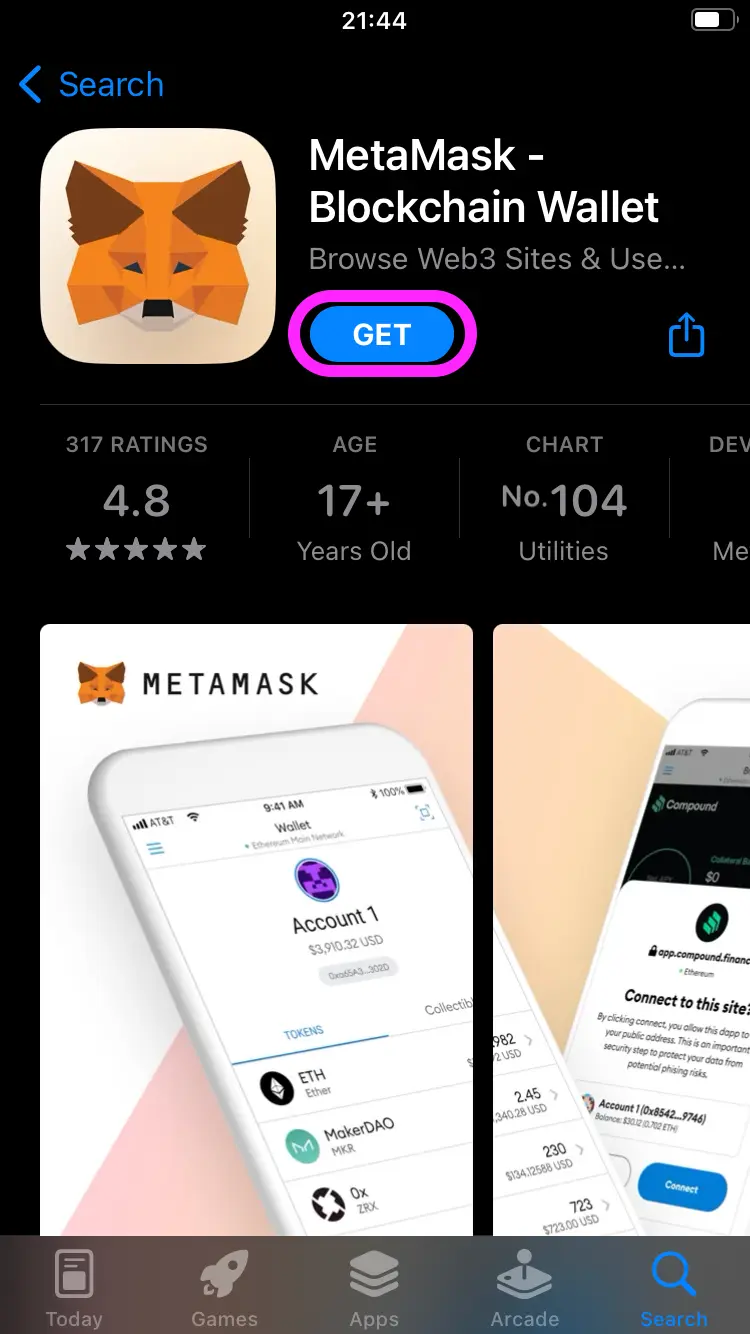 21:44
Search
MetaMask -
Blockchain Wallet
Browse Web3 Sites & Use...
GET
317 RATINGS
AGE
CHART
DEV
4.8
17+
No.104
Years Old
Utilities
Me
METAMASK
AT&T
9:41 AM
100%
Wallet
Ethereum Main Network
Account 1
$3,910.32 USD
0xa65A3...302D
TOKENS
Collectib
ETH
Ether
MakerDAO
MKR
0x
ZRX
982
2 USD
2.45
,340.28 USD
230
$134.12588 USD
723
$723.00 USD
AT&T
Compound
Collateral B
$0
app.compound.financ
Ethereum
Connect to this site?
By clicking connect, you allow this dapp to
your public address. This is an important
security step to protect your data from
potential phising risks.
Account 1 (0x8542...9746)
Balance: $30.12 (0.702 ETH)
Connect
Today
Games
Apps
Arcade
Search